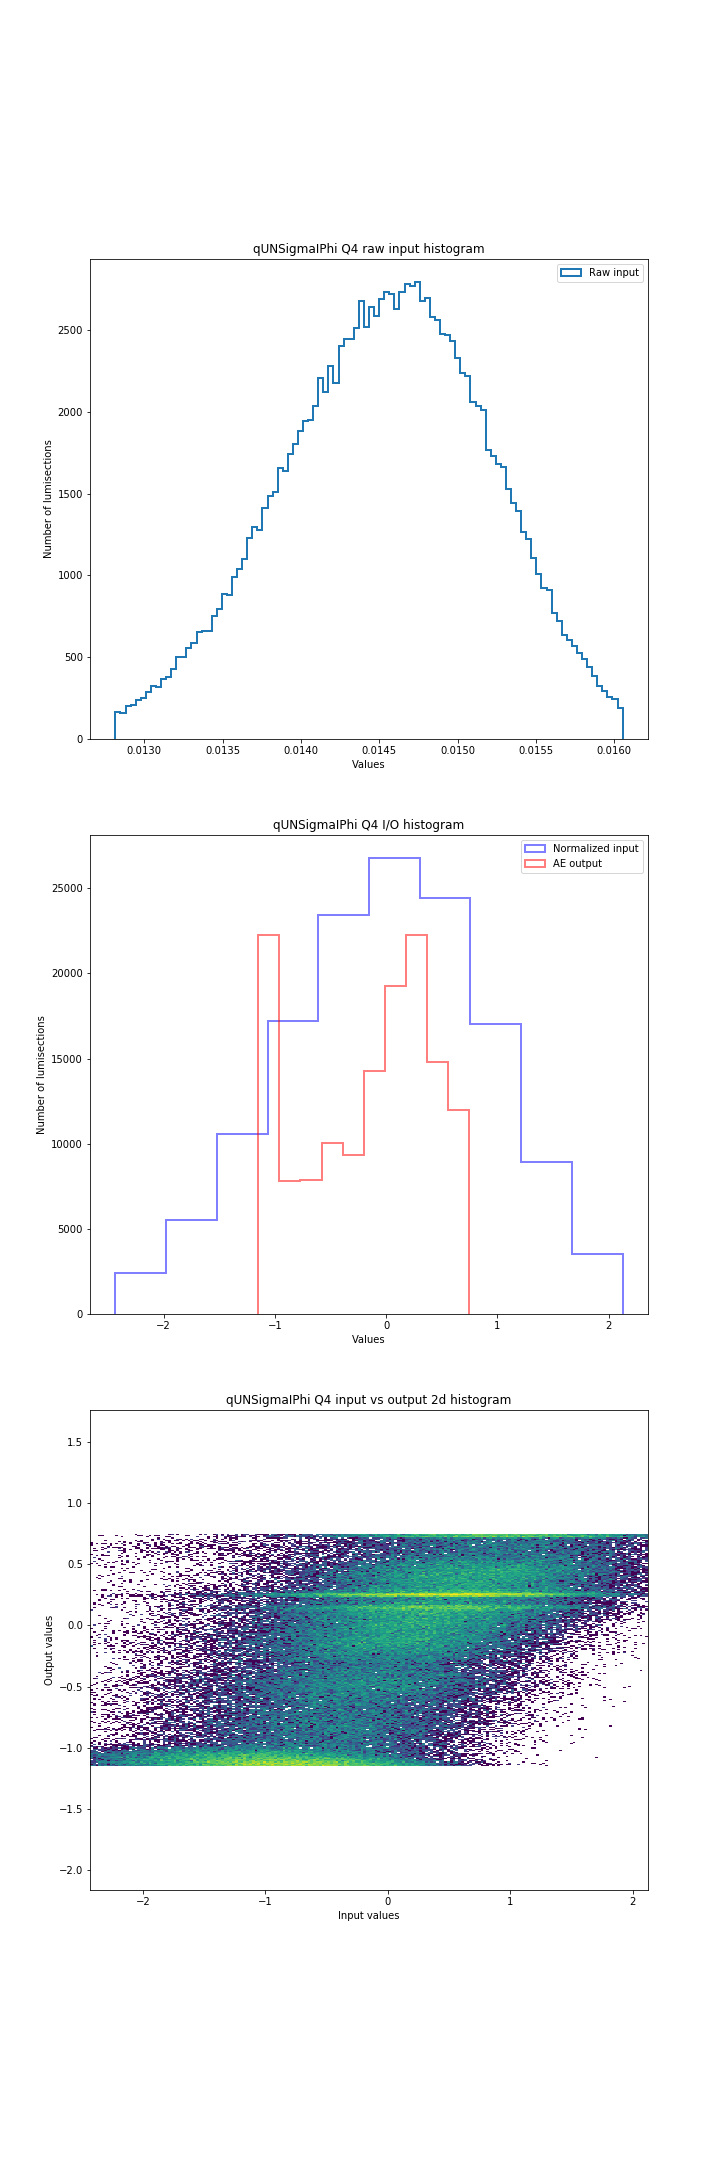 qUNSigmaIPhi Q4 raw input histogram
Raw input
Number of lumisections
2500
2000
1500
1000
500
0
0.0130 0.0135 0.0140 0.0145 0.0150 0.0155 0.0160
Values
qUNSigmaIPhi Q4 I/O histogram
Normalized input
AE output
Number of lumisections
25000
20000
15000
10000
5000
0
−2 −1 0 1 2
Values
qUNSigmaIPhi Q4 input vs output 2d histogram
Output values
1.5
1.0
0.5
0.0
−0.5
−1.0
−1.5
−2.0
−2 −1 0 1 2
Input values